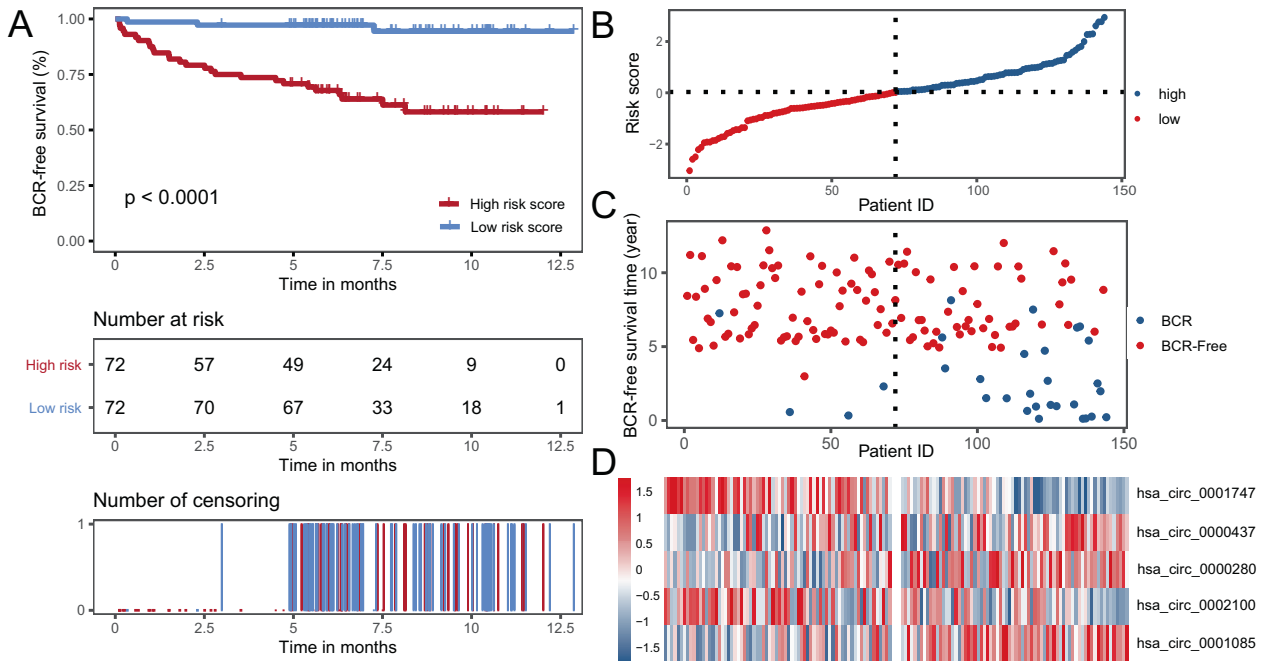 A
BCR-free survival (%)
1.00
0.75
0.50
0.25
0.00
p < 0.0001
High risk score
Low risk score
0
2.5
5
7.5
10
12.5
Time in months
Number at risk
High risk
72
57
49
24
9
0
Low risk
72
70
67
33
18
1
0
2.5
5
7.5
10
12.5
Time in months
Number of censoring
1
0
0
2.5
5
7.5
10
12.5
Time in months
B
Risk score
2
0
−2
0
50
100
150
Patient ID
high
low
C
BCR-free survival time (year)
10
5
0
0
50
100
150
Patient ID
BCR
BCR-Free
D
1.5
1
0.5
0
−0.5
−1
−1.5
hsa_circ_0001747
hsa_circ_0000437
hsa_circ_0000280
hsa_circ_0002100
hsa_circ_0001085